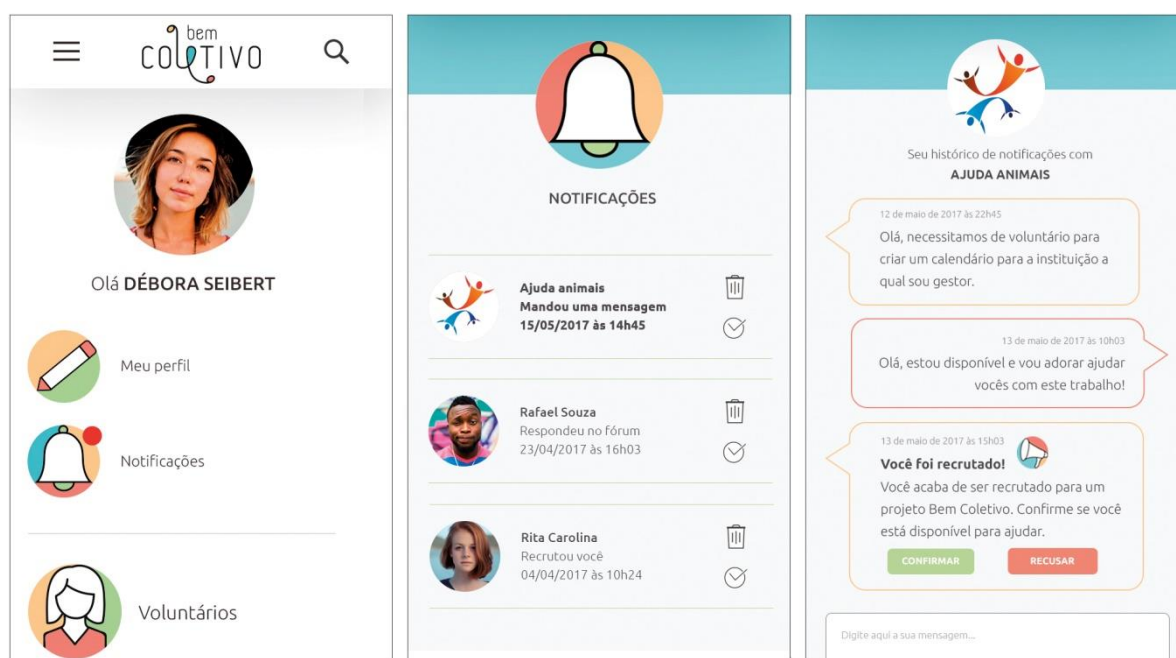 bem
COLETIVO
Olá DÉBORA SEIBERT
Meu perfil
Notificações
Voluntários
NOTIFICAÇÕES
Ajuda animais
Mandou uma mensagem
15/05/2017 às 14h45
Rafael Souza
Respondeu no fórum
23/04/2017 às 16h03
Rita Carolina
Recrutou você
04/04/2017 às 10h24
Seu histórico de notificações com
AJUDA ANIMAIS
12 de maio de 2017 às 22h45
Olá, necessitamos de voluntário para
criar um calendário para a instituição a
qual sou gestor.
13 de maio de 2017 às 10h03
Olá, estou disponível e vou adorar ajudar
vocês com este trabalho!
13 de maio de 2017 às 15h03
Você foi recrutado!
Você acaba de ser recrutado para um
projeto Bem Coletivo. Confirme se você
está disponível para ajudar.
CONFIRMAR
RECUSAR
Digite aqui a sua mensagem...